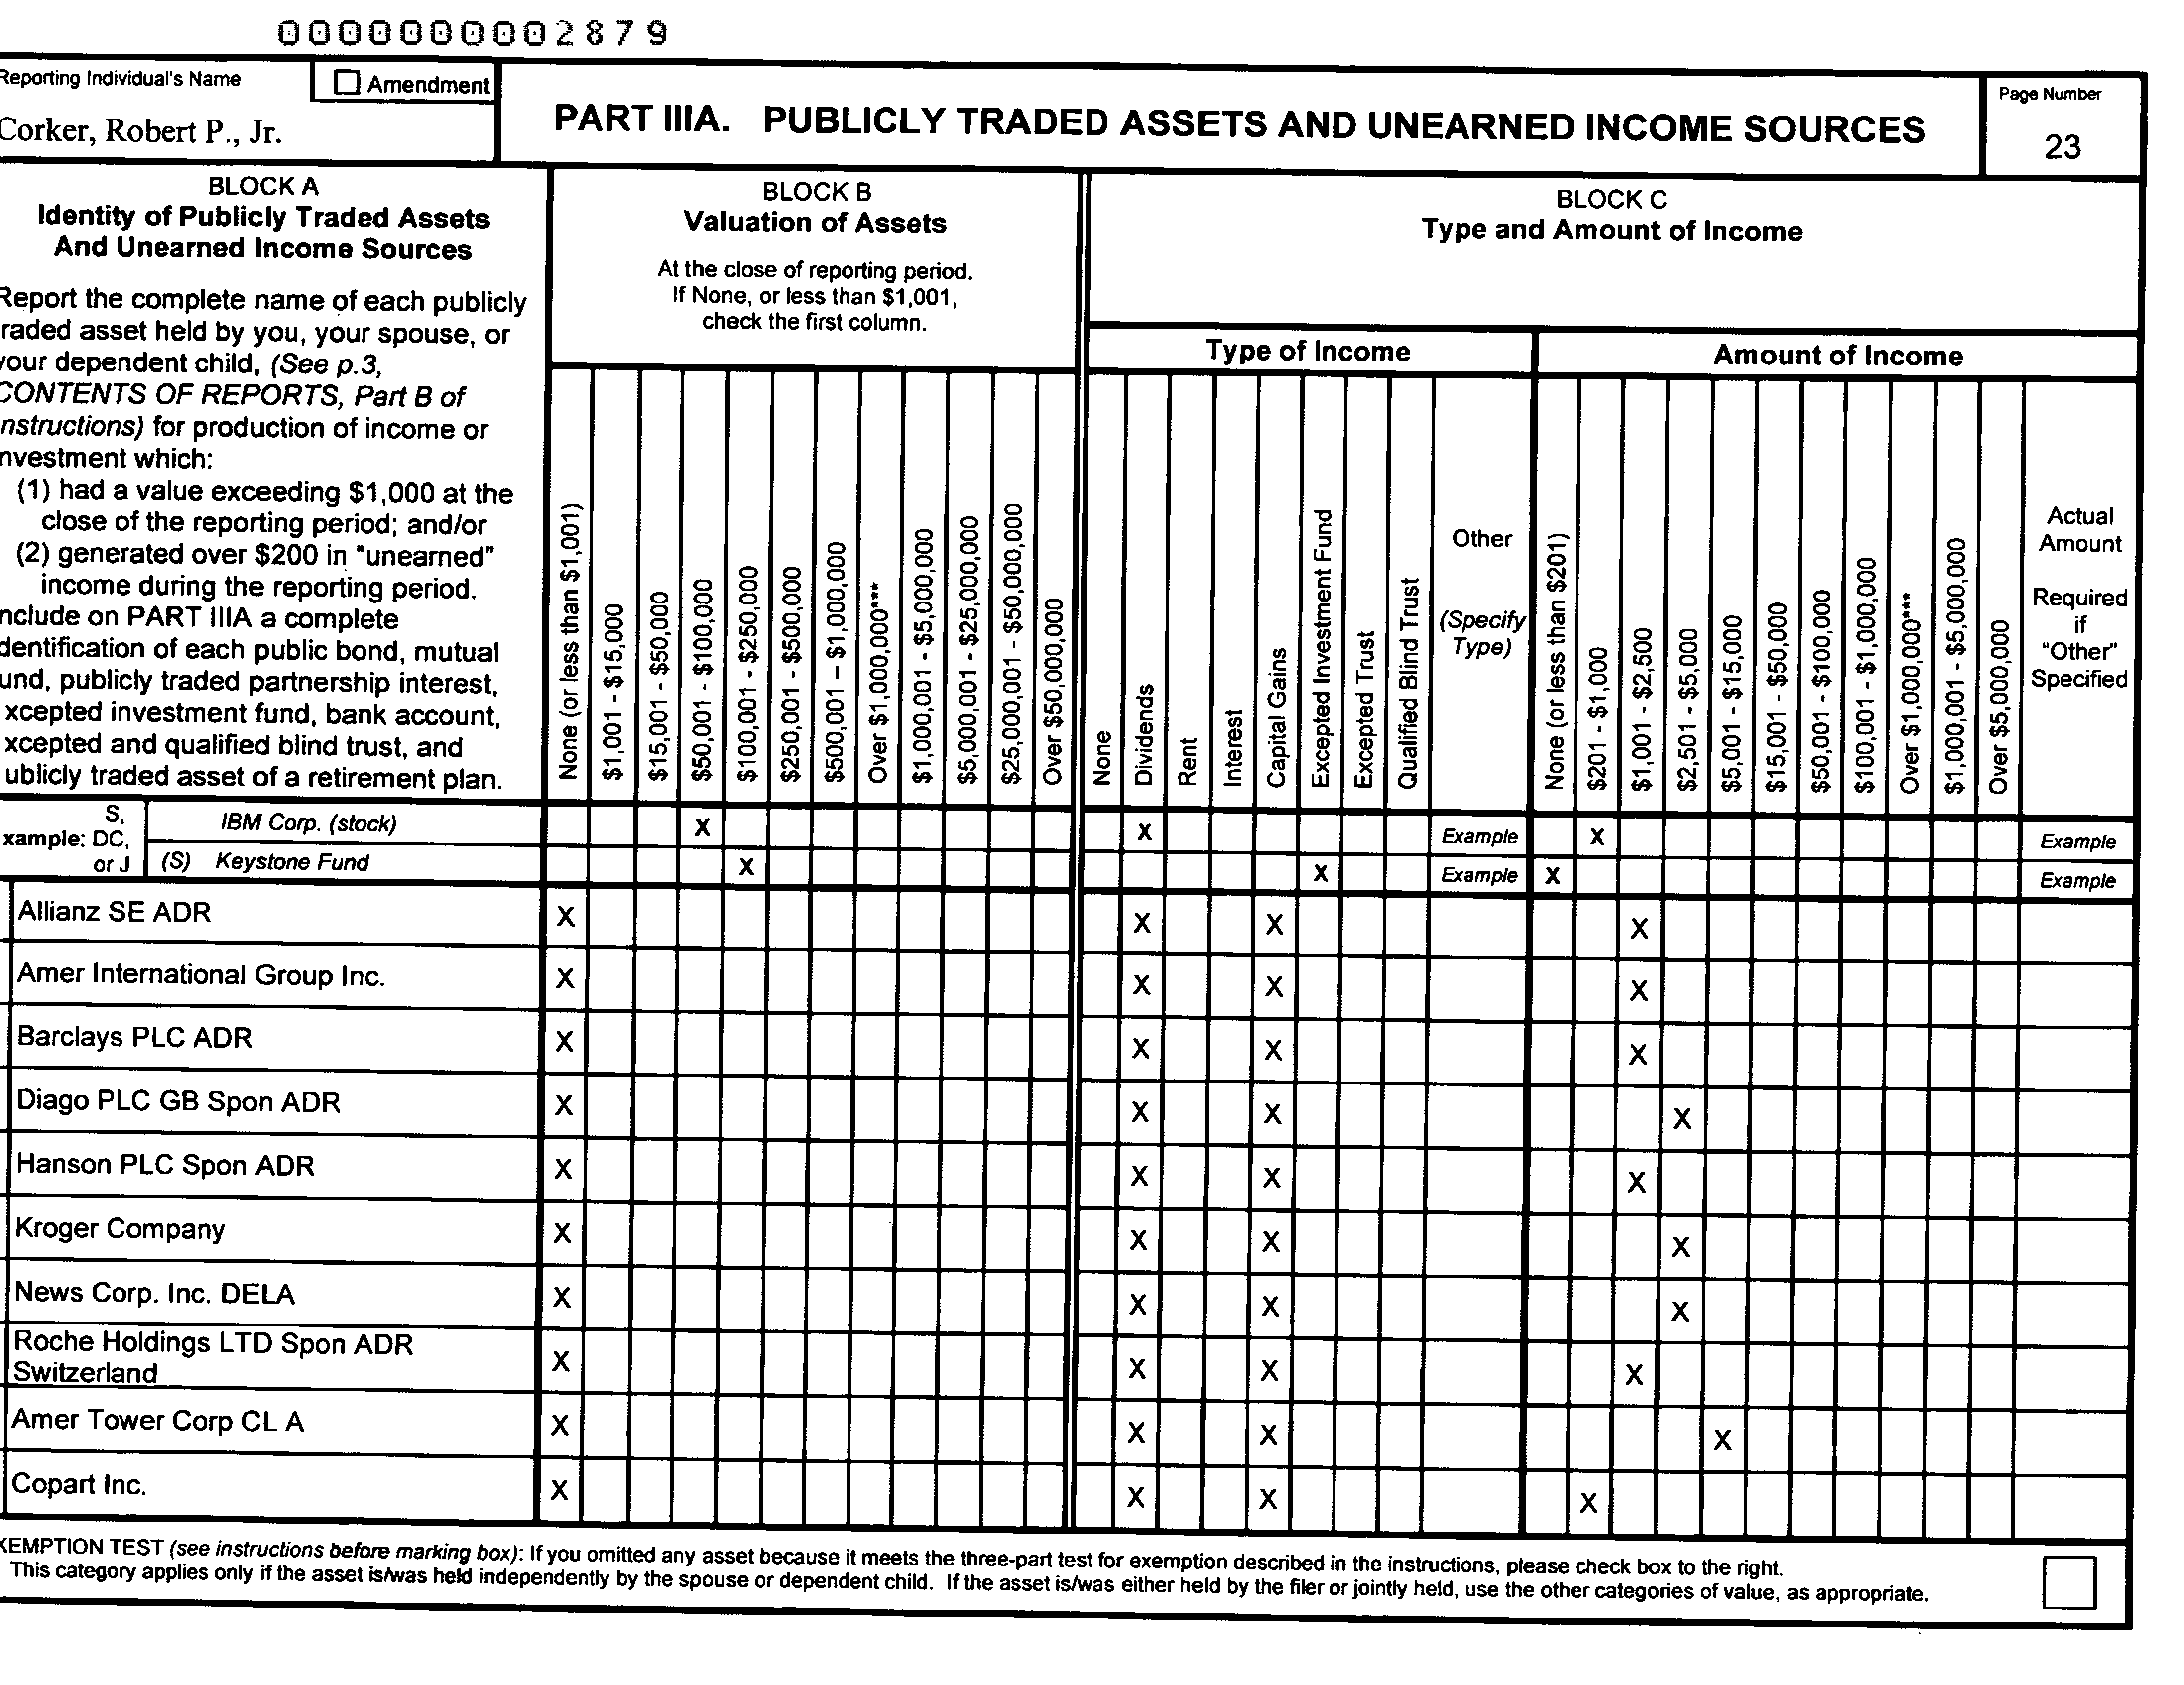 0000000002879
Reporting Individual's Name
☐ Amendment
Corker, Robert P., Jr.
PART IIIA. PUBLICLY TRADED ASSETS AND UNEARNED INCOME SOURCES
Page Number
23
BLOCK A
Identity of Publicly Traded Assets
And Unearned Income Sources
Report the complete name of each publicly
raded asset held by you, your spouse, or
your dependent child, (See p.3,
CONTENTS OF REPORTS, Part B of
nstructions) for production of income or
nvestment which:
(1) had a value exceeding $1,000 at the
close of the reporting period; and/or
(2) generated over $200 in "unearned"
income during the reporting period.
nclude on PART IIIA a complete
dentification of each public bond, mutual
und, publicly traded partnership interest,
xcepted investment fund, bank account,
xcepted and qualified blind trust, and
ublicly traded asset of a retirement plan.
BLOCK B
Valuation of Assets
At the close of reporting period.
If None, or less than $1,001,
check the first column.
None (or less than $1,001)
$1,001 - $15,000
$15,001 - $50,000
$50,001 - $100,000
$100,001 - $250,000
$250,001 - $500,000
$500,001 – $1,000,000
Over $1,000,000***
$1,000,001 - $5,000,000
$5,000,001 - $25,000,000
$25,000,001 - $50,000,000
Over $50,000,000
BLOCK C
Type and Amount of Income
Type of Income
None
Dividends
Rent
Interest
Capital Gains
Excepted Investment Fund
Excepted Trust
Qualified Blind Trust
Other
(Specify
Type)
Amount of Income
None (or less than $201)
$201 - $1,000
$1,001 - $2,500
$2,501 - $5,000
$5,001 - $15,000
$15,001 - $50,000
$50,001 - $100,000
$100,001 - $1,000,000
Over $1,000,000***
$1,000,001 - $5,000,000
Over $5,000,000
Actual
Amount
Required
if
"Other"
Specified
xample:
S,
DC,
or J
IBM Corp. (stock) X X Example X Example
(S) Keystone Fund X X Example X Example
Allianz SE ADR X X X X
Amer International Group Inc. X X X X
Barclays PLC ADR X X X X
Diago PLC GB Spon ADR X X X X
Hanson PLC Spon ADR X X X X
Kroger Company X X X X
News Corp. Inc. DELA X X X X
Roche Holdings LTD Spon ADR
Switzerland X X X X
Amer Tower Corp CL A X X X X
Copart Inc. X X X X
XEMPTION TEST (see instructions before marking box): If you omitted any asset because it meets the three-part test for exemption described in the instructions, please check box to the right.
This category applies only if the asset is/was held independently by the spouse or dependent child. If the asset is/was either held by the filer or jointly held, use the other categories of value, as appropriate.